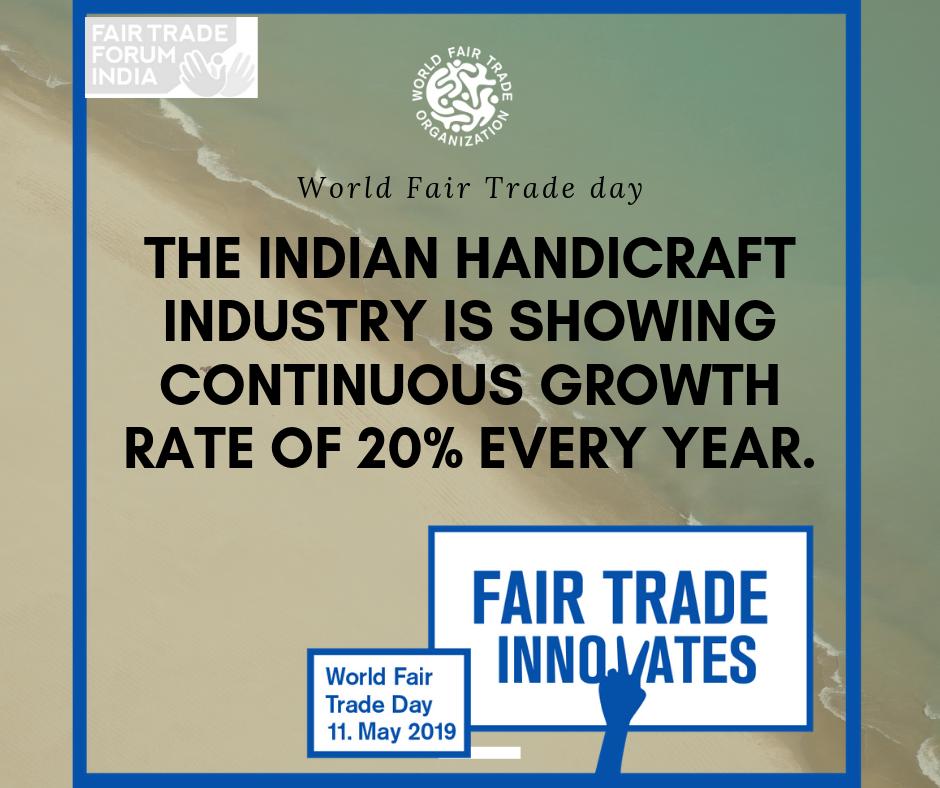 FAIR TRADE
FORUM
INDIA
WORLD FAIR TRADE ORGANIZATION
World Fair Trade day
THE INDIAN HANDICRAFT
INDUSTRY IS SHOWING
CONTINUOUS GROWTH
RATE OF 20% EVERY YEAR.
FAIR TRADE
INNOVATES
World Fair
Trade Day
11. May 2019